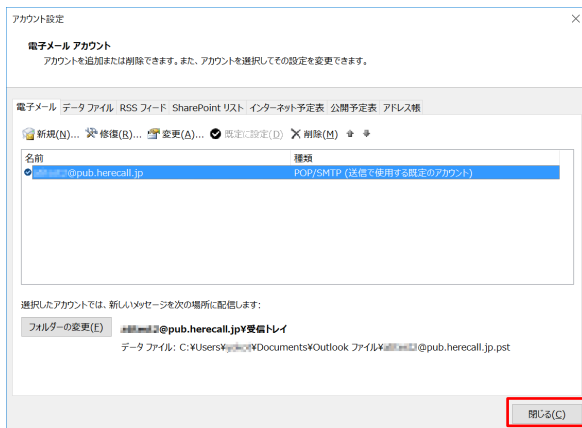 アカウント設定
電子メール アカウント
アカウントを追加または削除できます。また、アカウントを選択してその設定を変更できます。
電子メール データ ファイル RSS フィード SharePoint リスト インターネット予定表 公開予定表 アドレス帳
新規(N)... 修復(R)... 変更(A)... 既定に設定(D) 削除(M)
名前 種類
@pub.herecall.jp POP/SMTP (送信で使用する既定のアカウント)
選択したアカウントでは、新しいメッセージを次の場所に配信します:
フォルダーの変更(F) @pub.herecall.jp¥受信トレイ
データ ファイル: C:¥Users¥ ¥Documents¥Outlook ファイル¥ @pub.herecall.jp.pst
閉じる(C)